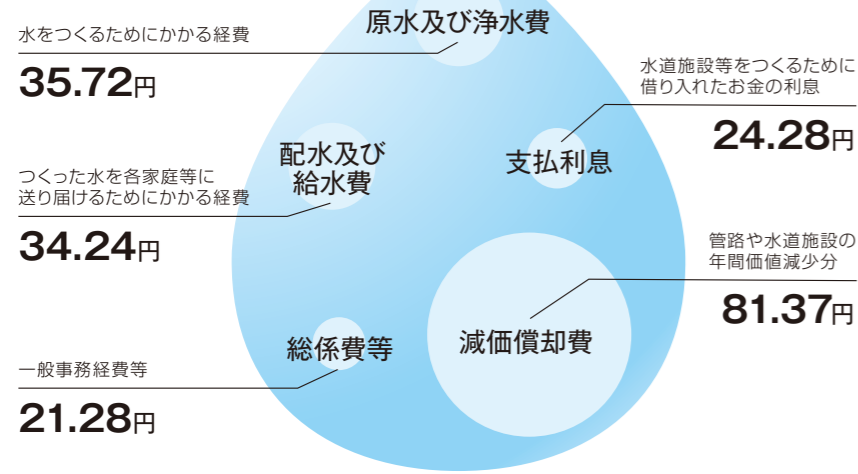 原水及び浄水費
水をつくるためにかかる経費
35.72円
水道施設等をつくるために
借り入れたお金の利息
24.28円
配水及び
給水費
支払利息
つくった水を各家庭等に
送り届けるためにかかる経費
34.24円
管路や水道施設の
年間価値減少分
81.37円
総係費等
減価償却費
一般事務経費等
21.28円